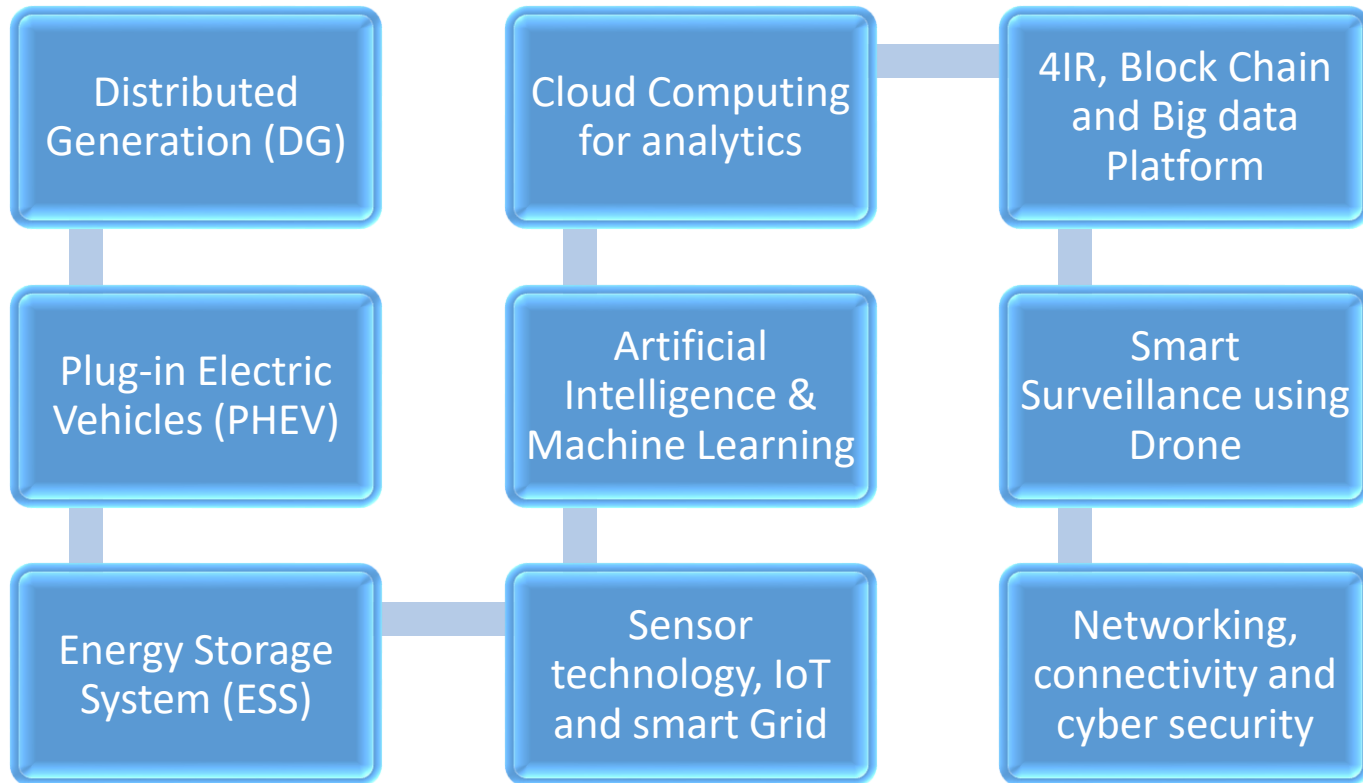 Distributed
Generation (DG)
Plug-in Electric
Vehicles (PHEV)
Energy Storage
System (ESS)
Sensor
technology, IoT
and smart Grid
Artificial
Intelligence &
Machine Learning
Cloud Computing
for analytics
4IR, Block Chain
and Big data
Platform
Smart
Surveillance using
Drone
Networking,
connectivity and
cyber security